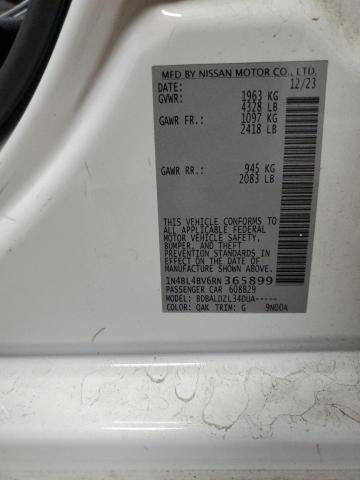 MFD BY NISSAN MOTOR CO., LTD.
DATE: 12/23
GVWR: 1963 KG
4328 LB
GAWR FR.: 1097 KG
2418 LB
GAWR RR.: 945 KG
2083 LB
THIS VEHICLE CONFORMS TO
ALL APPLICABLE FEDERAL
MOTOR VEHICLE SAFETY,
BUMPER, AND THEFT
PREVENTION STANDARDS
IN EFFECT ON THE DATE OF
MANUFACTURE SHOWN ABOVE.
1N4BL4BV6RN365899
PASSENGER CAR 608829
MODEL: BDBALDZL34DUA-----
COLOR: QAK TRIM: G 9N00A